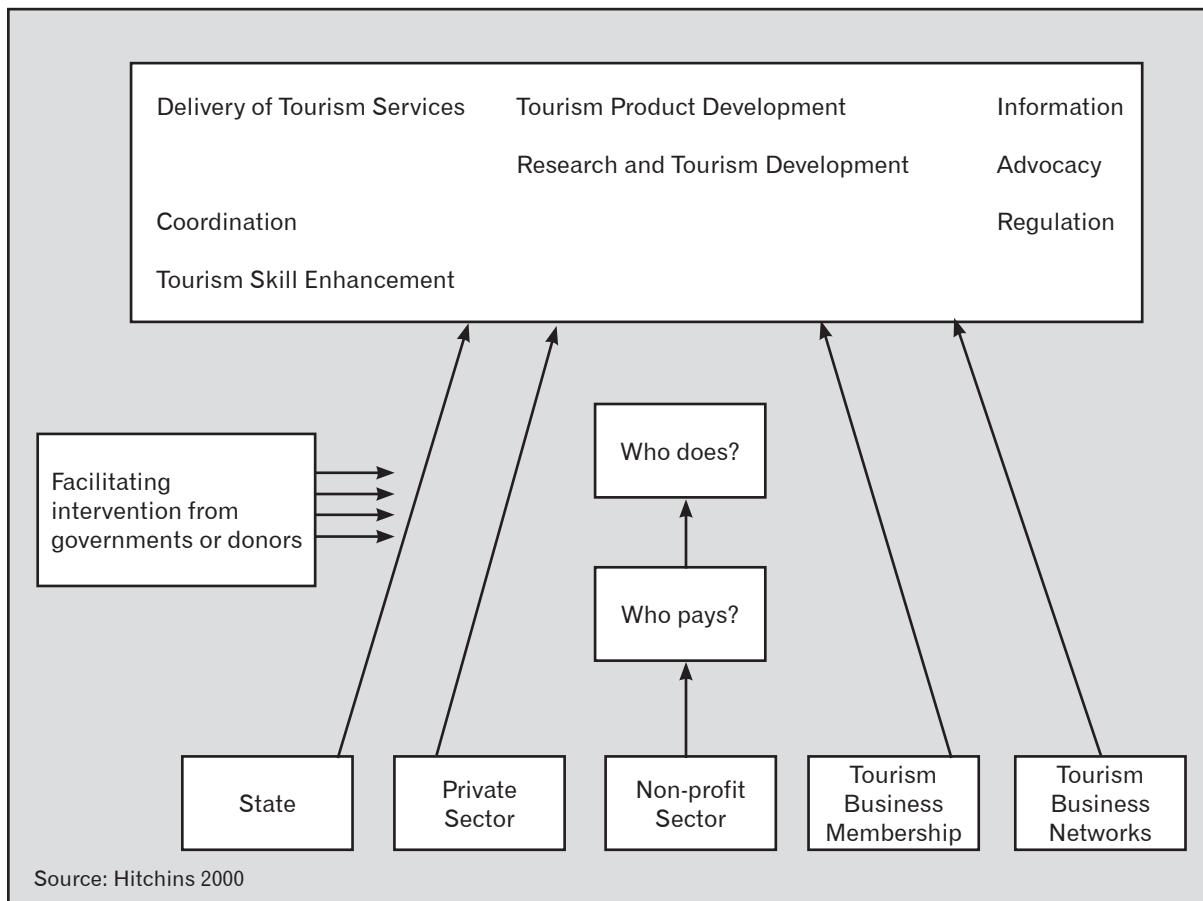 Delivery of Tourism Services
Tourism Product Development
Information
Research and Tourism Development
Advocacy
Coordination
Regulation
Tourism Skill Enhancement
Who does?
Facilitating
intervention from
governments or donors
Who pays?
State
Private
Sector
Non-profit
Sector
Tourism
Business
Membership
Tourism
Business
Networks
Source: Hitchins 2000